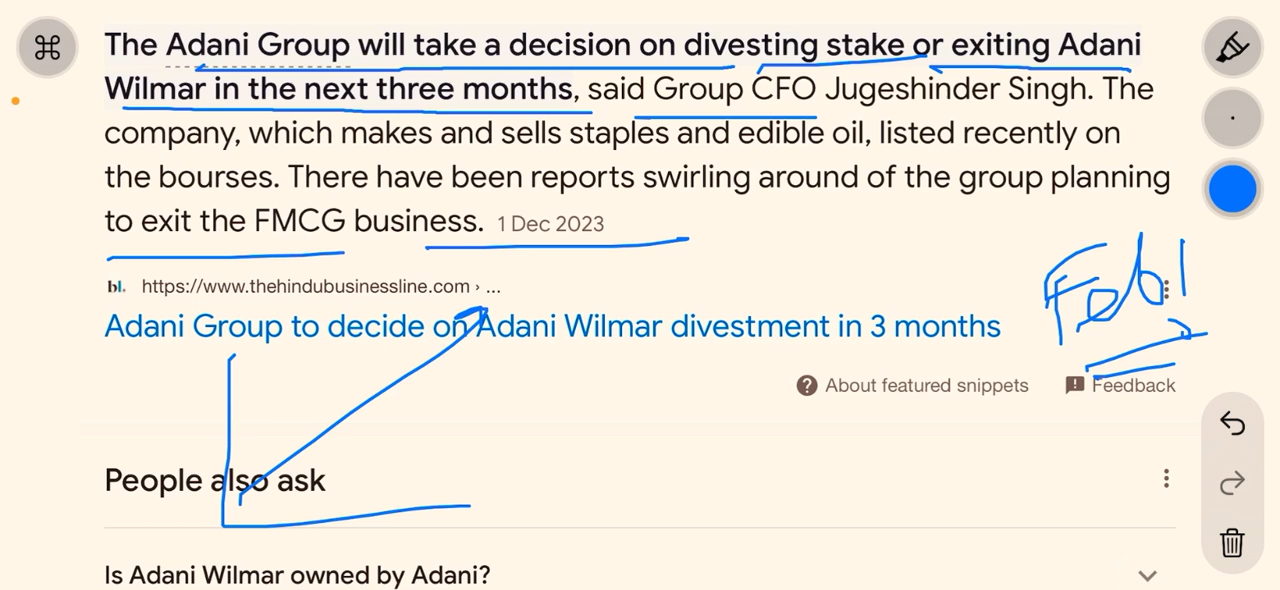 The Adani Group will take a decision on divesting stake or exiting Adani
Wilmar in the next three months, said Group CFO Jugeshinder Singh. The
company, which makes and sells staples and edible oil, listed recently on
the bourses. There have been reports swirling around of the group planning
to exit the FMCG business. 1 Dec 2023
Feb1
bl. https://www.thehindubusinessline.com › ...
Adani Group to decide on Adani Wilmar divestment in 3 months
About featured snippets Feedback
People also ask
Is Adani Wilmar owned by Adani?